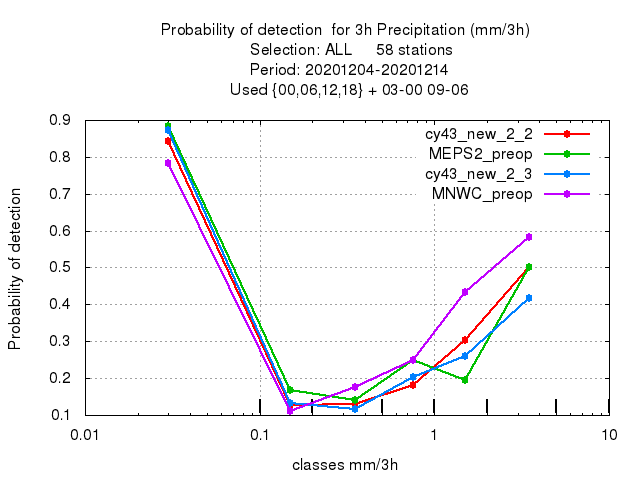 Probability of detection  for 3h Precipitation (mm/3h)
Selection: ALL     58 stations
Period: 20201204-20201214
Used {00,06,12,18} + 03-00 09-06
cy43_new_2_2
MEPS2_preop
cy43_new_2_3
MNWC_preop
Probability of detection
0.9
0.8
0.7
0.6
0.5
0.4
0.3
0.2
0.1
0.01 0.1 1 10
classes mm/3h